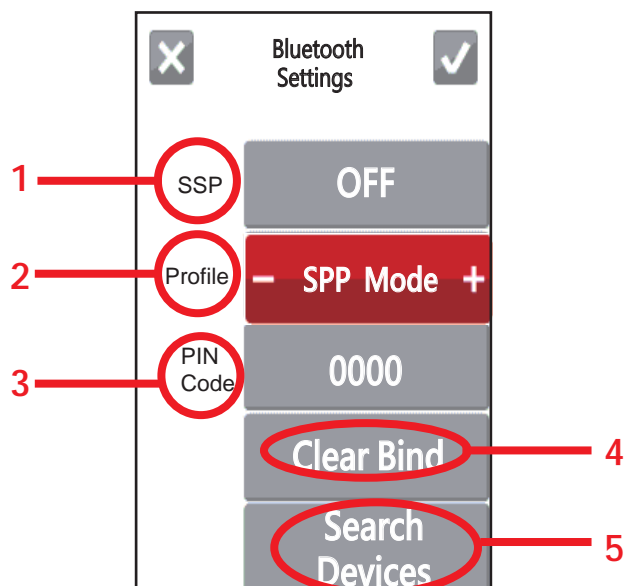 Bluetooth
Settings
1
SSP
OFF
2
Profile
- SPP Mode +
3
PIN
Code
0000
Clear Bind
4
Search
Devices
5